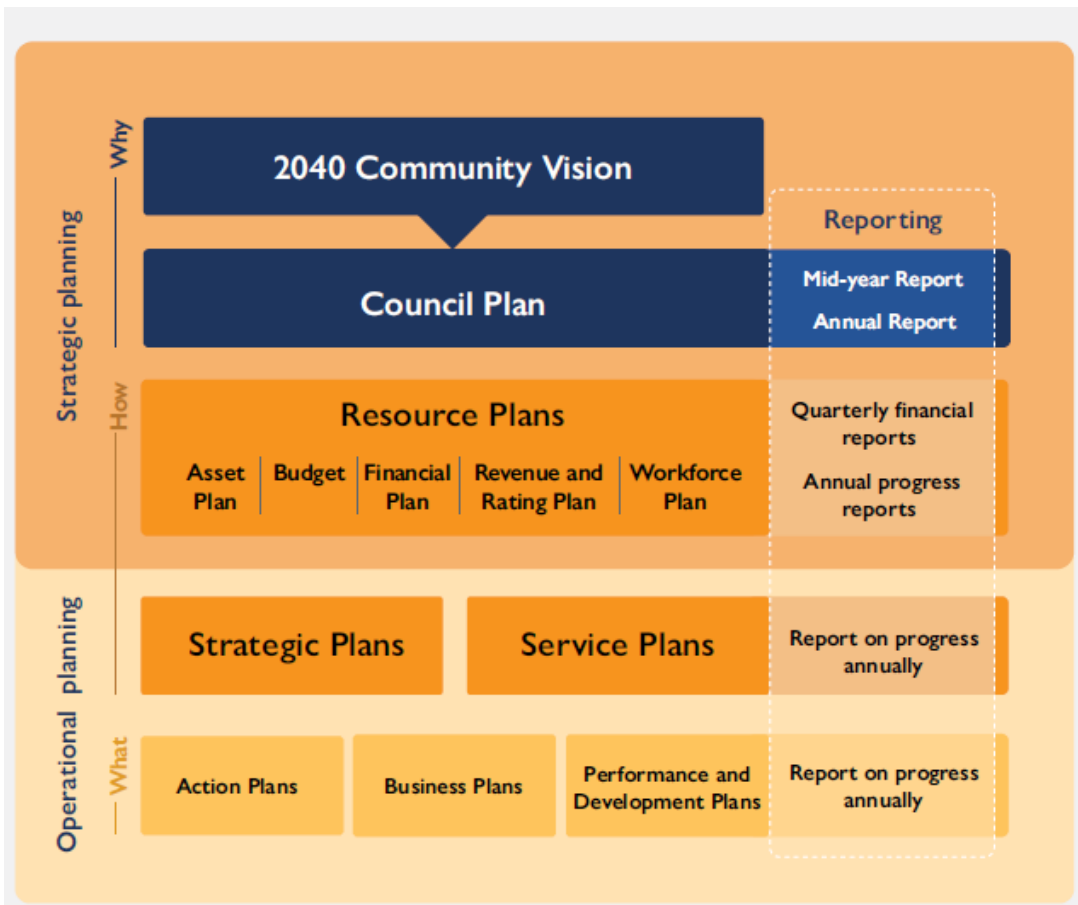 Strategic planning
Why
2040 Community Vision
Reporting
Council Plan
Mid-year Report
Annual Report
How
Resource Plans
Asset
Plan
Budget
Financial
Plan
Revenue and
Rating Plan
Workforce
Plan
Quarterly financial
reports
Annual progress
reports
Operational planning
Strategic Plans
Service Plans
Report on progress
annually
What
Action Plans
Business Plans
Performance and
Development Plans
Report on progress
annually